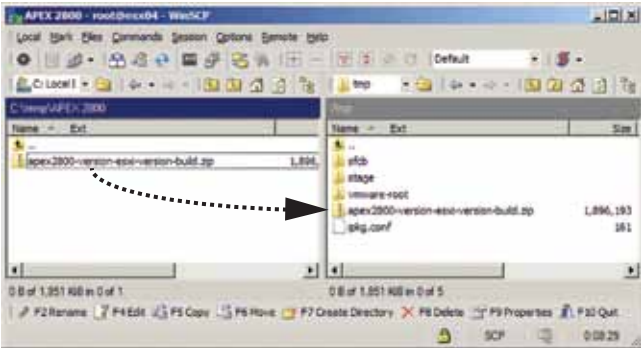 APEX 2800 - root@esx04 - WinSCP
Local Mark Files Commands Session Options Remote Help
Default
C: Local
tmp
C:\temp\APEX 2800
/tmp
Name Ext
Name Ext Size
..
..
apex2800-version-esxi-version-build.zip 1,896,
sfcb
stage
vmware-root
apex2800-version-esxi-version-build.zip 1,896,193
ipkg.conf 161
0 B of 1,851 KiB in 0 of 1
0 B of 1,851 KiB in 0 of 5
F2 Rename F4 Edit F5 Copy F6 Move F7 Create Directory F8 Delete F9 Properties F10 Quit
SCP 0:08:29